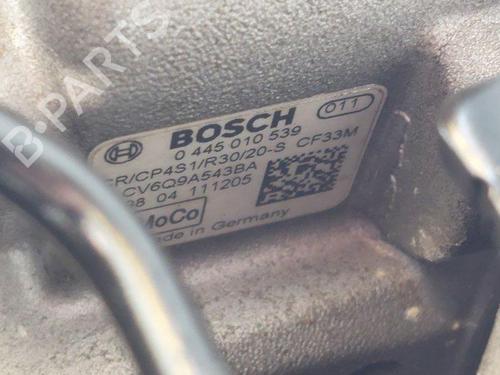 B-PARTS
BOSCH
011
0 445 010 539
CR/CP4S1/R30/20-S CF33M
CV6Q9A543BA
98 04 111205
MoCo
Made in Germany